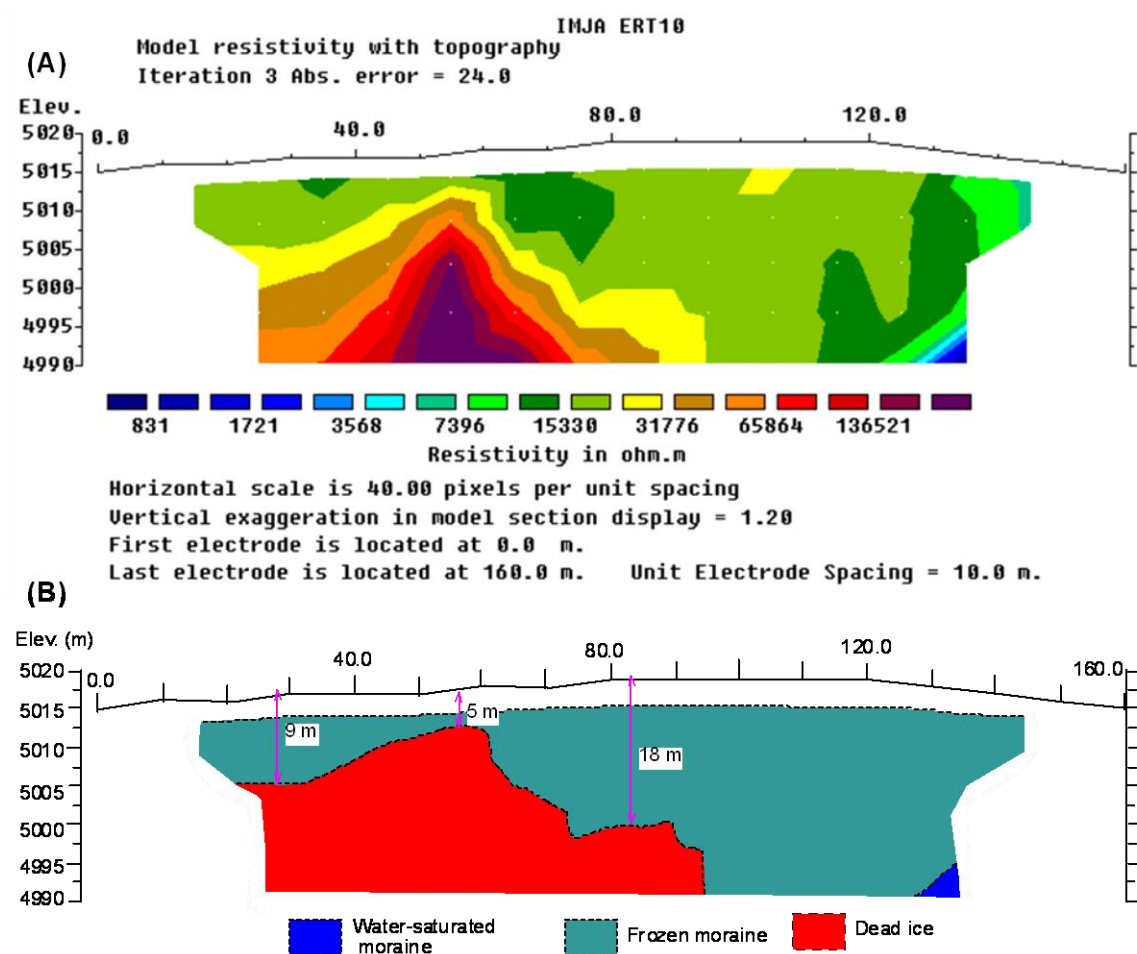 IMJA ERT10
Model resistivity with topography
(A)
Iteration 3 Abs. error = 24.0
Elev.
5020
0.0
40.0
80.0
120.0
5015
5010
5005
5000
4995
4990
831 1721 3568 7396 15330 31776 65864 136521
Resistivity in ohm.m
Horizontal scale is 40.00 pixels per unit spacing
Vertical exaggeration in model section display = 1.20
First electrode is located at 0.0 m.
Last electrode is located at 160.0 m. Unit Electrode Spacing = 10.0 m.
(B)
Elev. (m)
5020
0.0
40.0
80.0
120.0
160.0
5015
5010
5005
5000
4995
4990
9 m
5 m
18 m
Water-saturated
moraine
Frozen moraine
Dead ice